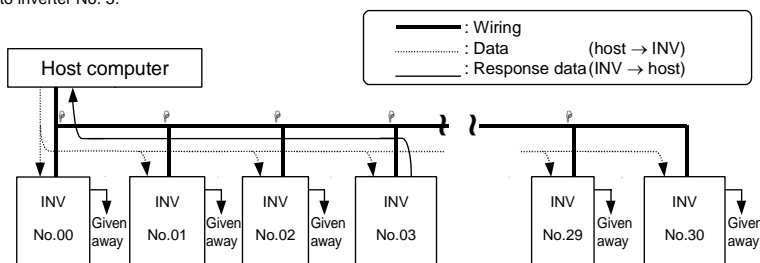 to inverter No. 3.
: Wiring
: Data (host → INV)
: Response data (INV → host)
Host computer
INV No.00
Given away
INV No.01
Given away
INV No.02
Given away
INV No.03
INV No.29
Given away
INV No.30
Given away